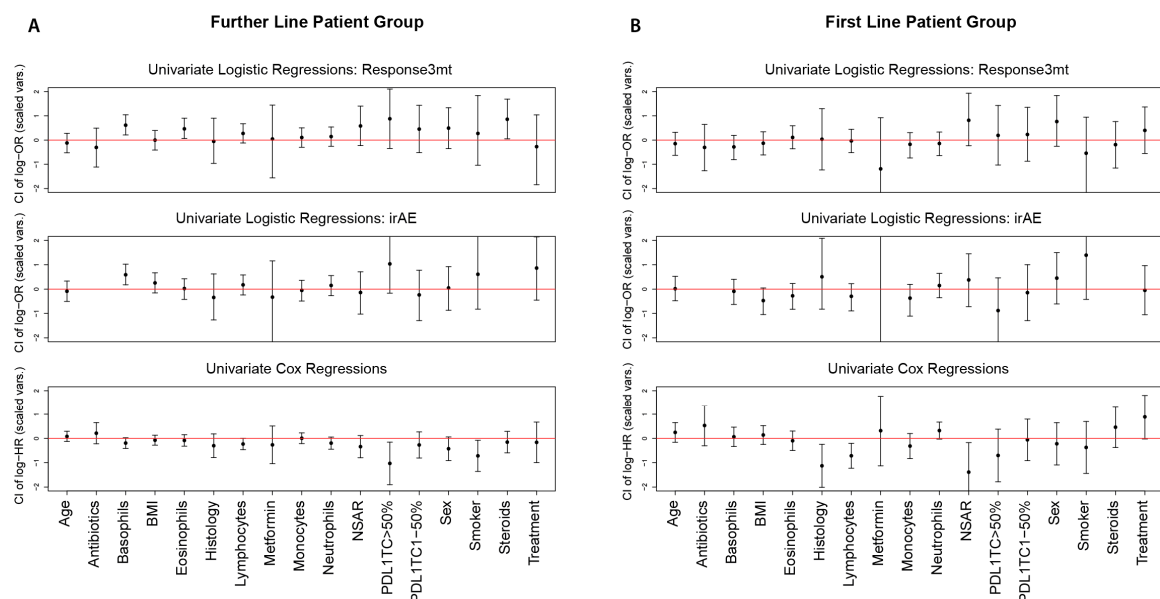 A
Further Line Patient Group
Univariate Logistic Regressions: Response3mt
CI of log-OR (scaled vars.)
2
1
0
−1
−2
Univariate Logistic Regressions: irAE
CI of log-OR (scaled vars.)
2
1
0
−1
−2
Univariate Cox Regressions
CI of log-HR (scaled vars.)
2
1
0
−1
−2
Age
Antibiotics
Basophils
BMI
Eosinophils
Histology
Lymphocytes
Metformin
Monocytes
Neutrophils
NSAR
PDL1TC>50%
PDL1TC1−50%
Sex
Smoker
Steroids
Treatment
B
First Line Patient Group
Univariate Logistic Regressions: Response3mt
CI of log-OR (scaled vars.)
2
1
0
−1
−2
Univariate Logistic Regressions: irAE
CI of log-OR (scaled vars.)
2
1
0
−1
−2
Univariate Cox Regressions
CI of log-HR (scaled vars.)
2
1
0
−1
−2
Age
Antibiotics
Basophils
BMI
Eosinophils
Histology
Lymphocytes
Metformin
Monocytes
Neutrophils
NSAR
PDL1TC>50%
PDL1TC1−50%
Sex
Smoker
Steroids
Treatment